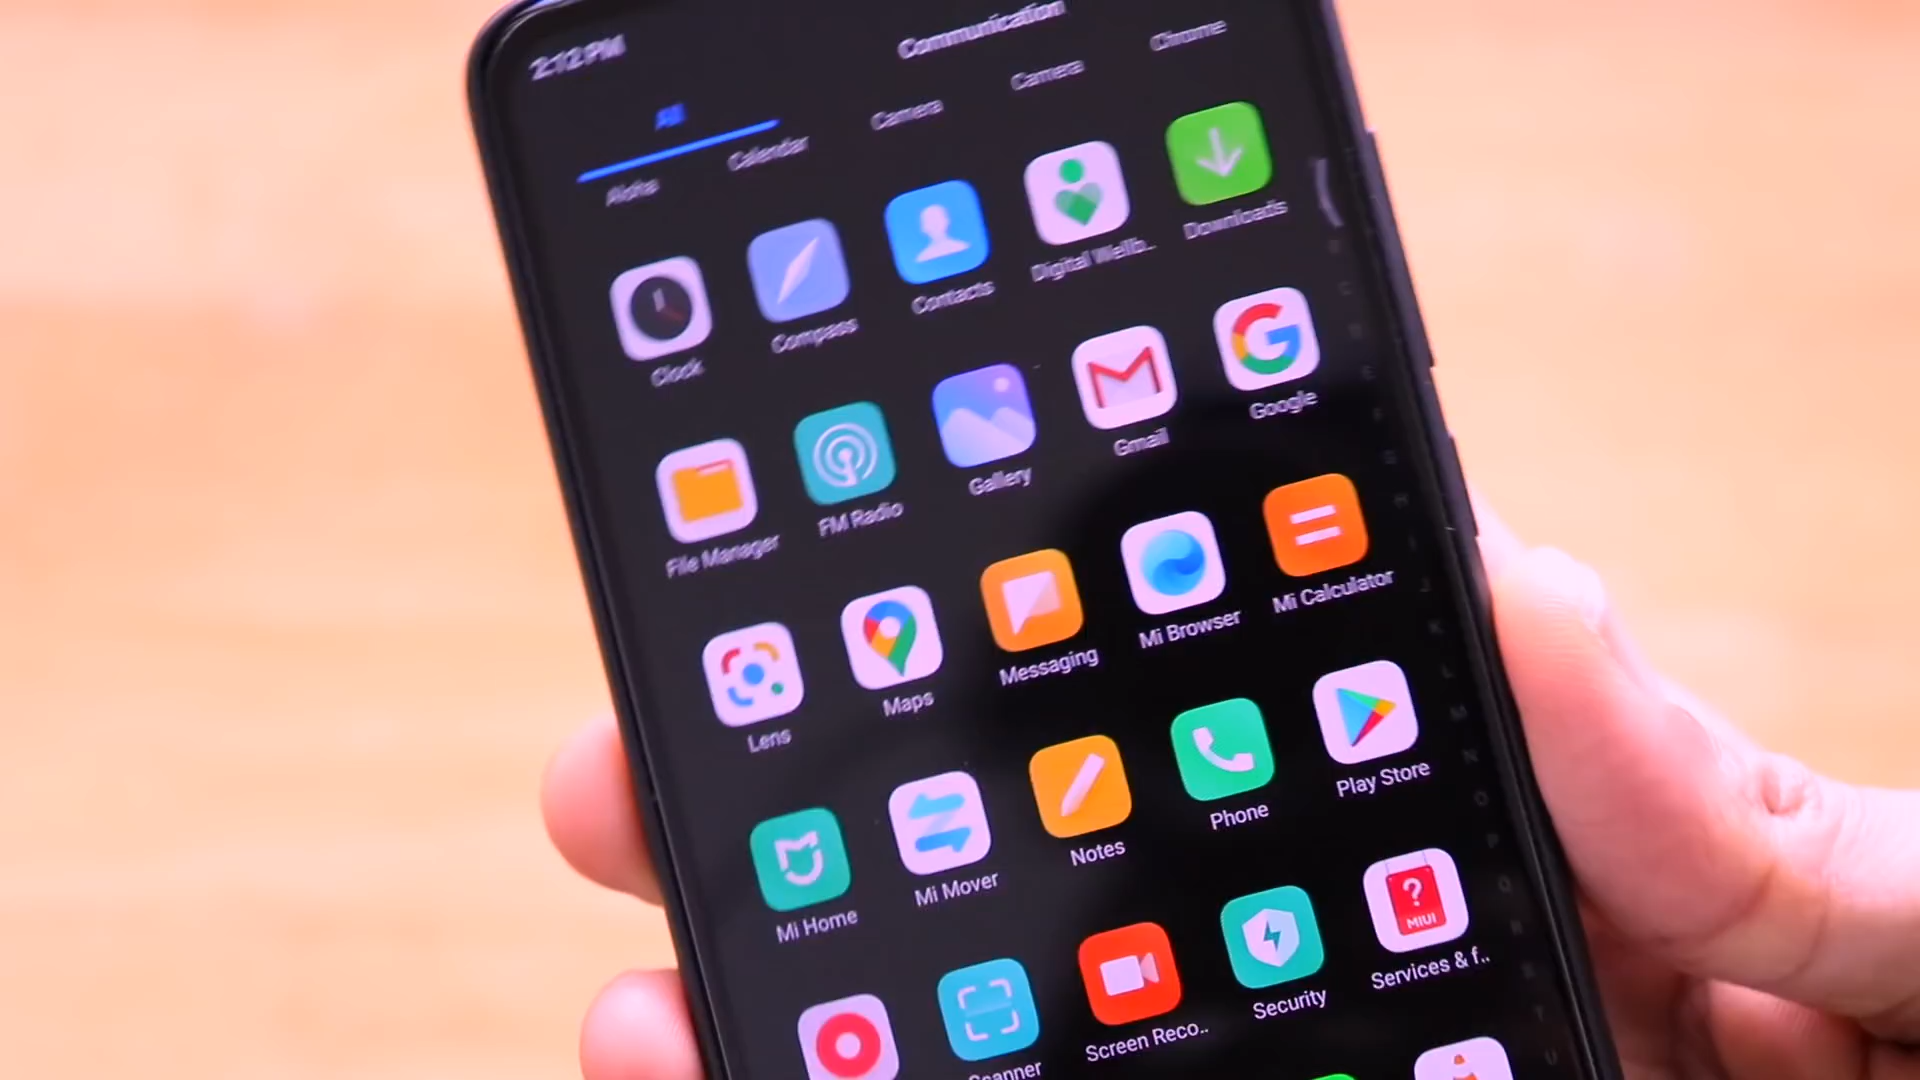 2:12 PM
All
Communication
Aloha
Calendar
Camera
Camera
Chrome
Clock
Compass
Contacts
Digital Wellb..
Downloads
File Manager
FM Radio
Gallery
Gmail
Google
Lens
Maps
Messaging
Mi Browser
Mi Calculator
Mi Home
Mi Mover
Notes
Phone
Play Store
Scanner
Screen Reco..
Security
?
MIUI
Services & f..